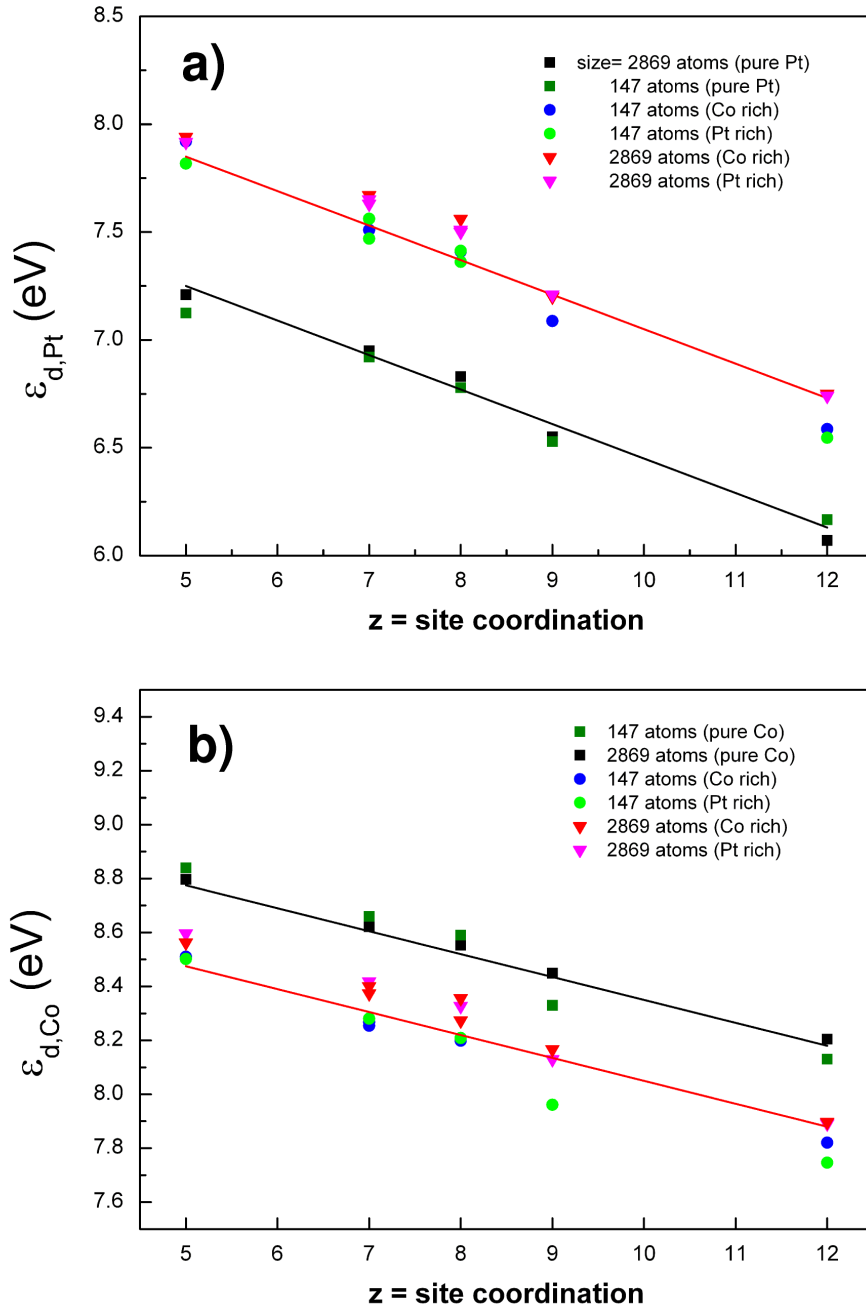 a)
size= 2869 atoms (pure Pt)
147 atoms (pure Pt)
147 atoms (Co rich)
147 atoms (Pt rich)
2869 atoms (Co rich)
2869 atoms (Pt rich)
8.5
8.0
7.5
7.0
6.5
6.0
ε_d,Pt (eV)
5 6 7 8 9 10 11 12
z = site coordination
b)
147 atoms (pure Co)
2869 atoms (pure Co)
147 atoms (Co rich)
147 atoms (Pt rich)
2869 atoms (Co rich)
2869 atoms (Pt rich)
9.4
9.2
9.0
8.8
8.6
8.4
8.2
8.0
7.8
7.6
ε_d,Co (eV)
5 6 7 8 9 10 11 12
z = site coordination